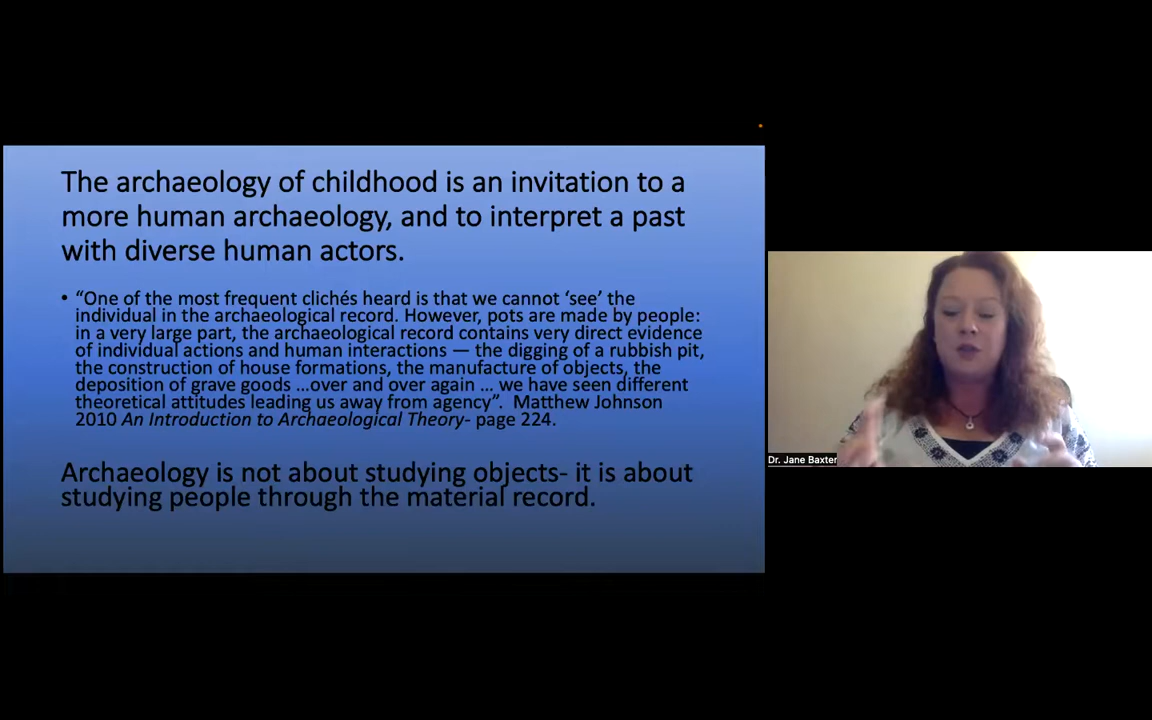 The archaeology of childhood is an invitation to a
more human archaeology, and to interpret a past
with diverse human actors.
• “One of the most frequent clichés heard is that we cannot ‘see’ the
individual in the archaeological record. However, pots are made by people:
in a very large part, the archaeological record contains very direct evidence
of individual actions and human interactions — the digging of a rubbish pit,
the construction of house formations, the manufacture of objects, the
deposition of grave goods …over and over again … we have seen different
theoretical attitudes leading us away from agency”.  Matthew Johnson
2010 An Introduction to Archaeological Theory- page 224.
Archaeology is not about studying objects- it is about
studying people through the material record.
Dr. Jane Baxter